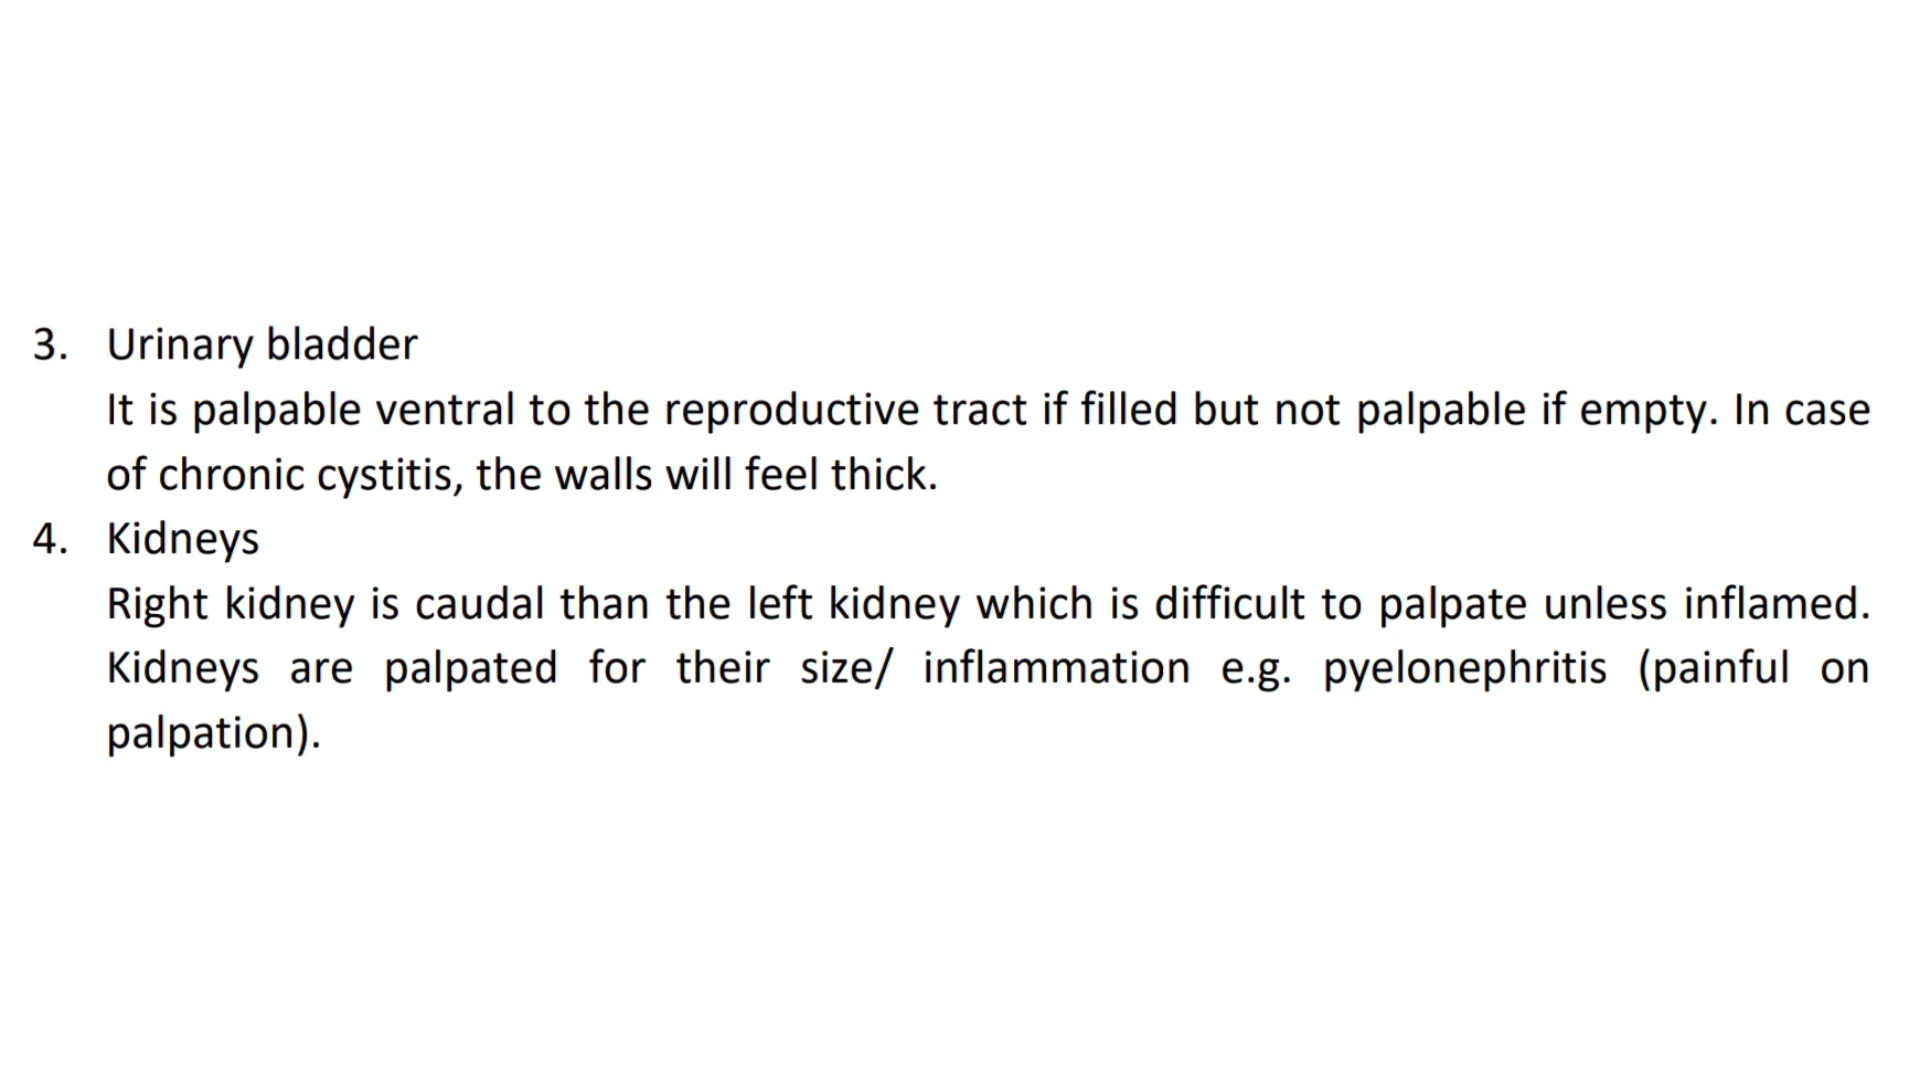 3. Urinary bladder
It is palpable ventral to the reproductive tract if filled but not palpable if empty. In case
of chronic cystitis, the walls will feel thick.
4. Kidneys
Right kidney is caudal than the left kidney which is difficult to palpate unless inflamed.
Kidneys are palpated for their size/ inflammation e.g. pyelonephritis (painful on
palpation).